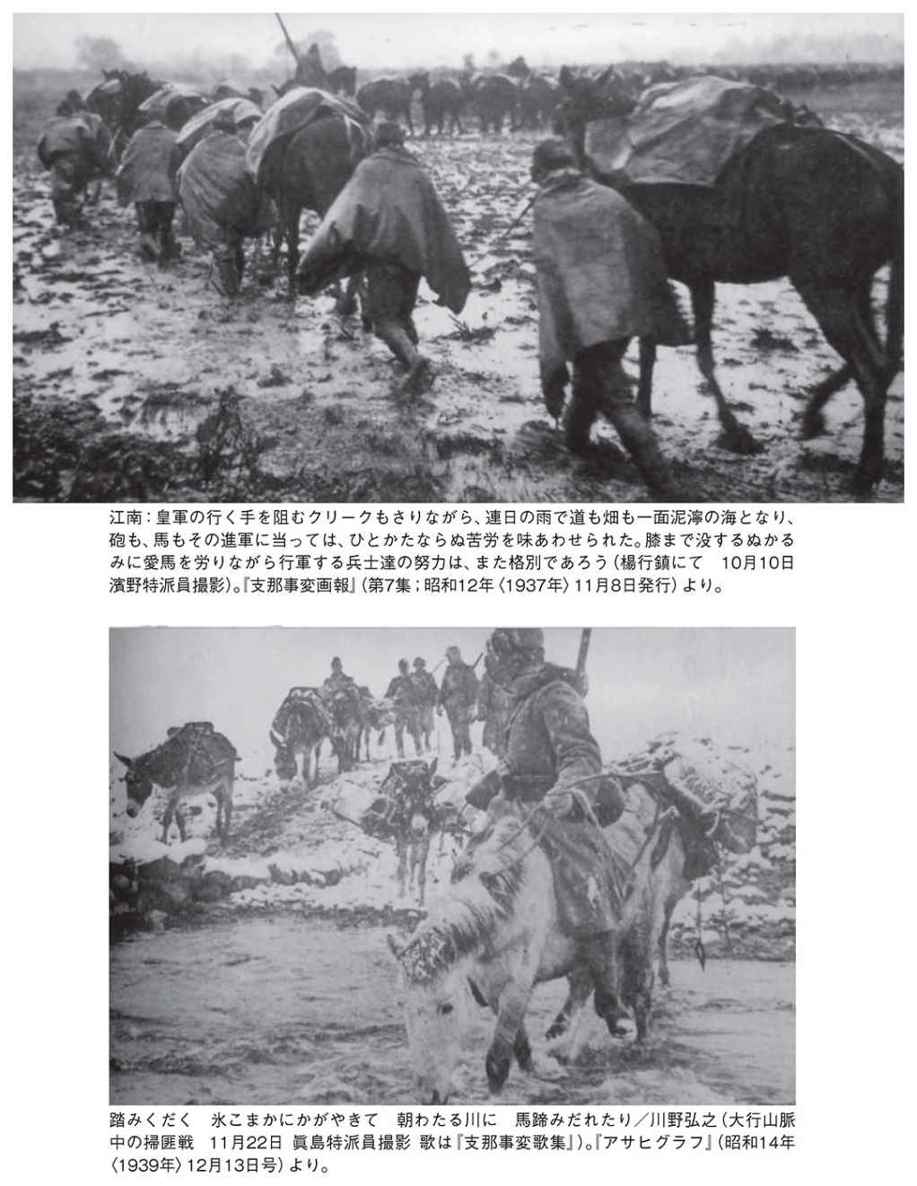 江南：皇軍の行く手を阻むクリークもさりながら、連日の雨で道も畑も一面泥濘の海となり、
砲も、馬もその進軍に当っては、ひとかたならぬ苦労を味あわせられた。膝まで没するぬかる
みに愛馬を労りながら行軍する兵士達の努力は、また格別であろう（楊行鎮にて　10月10日
濱野特派員撮影）。『支那事変画報』（第7集；昭和12年〈1937年〉11月8日発行）より。
踏みくだく　氷こまかにかがやきて　朝わたる川に　馬蹄みだれたり／川野弘之（大行山脈
中の掃匪戦　11月22日 眞島特派員撮影 歌は『支那事変歌集』）。『アサヒグラフ』（昭和14年
〈1939年〉12月13日号）より。